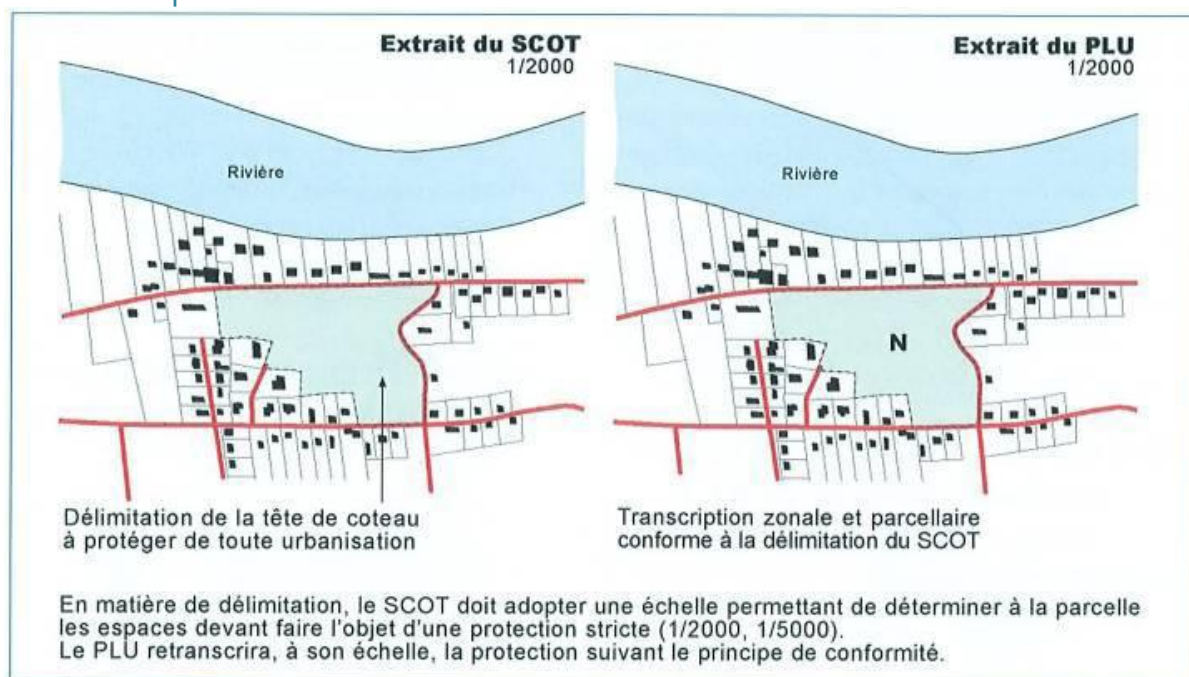 Extrait du SCOT
1/2000
Rivière
Délimitation de la tête de coteau
à protéger de toute urbanisation
Extrait du PLU
1/2000
Rivière
N
Transcription zonale et parcellaire
conforme à la délimitation du SCOT
En matière de délimitation, le SCOT doit adopter une échelle permettant de déterminer à la parcelle
les espaces devant faire l'objet d'une protection stricte (1/2000, 1/5000).
Le PLU retranscrira, à son échelle, la protection suivant le principe de conformité.